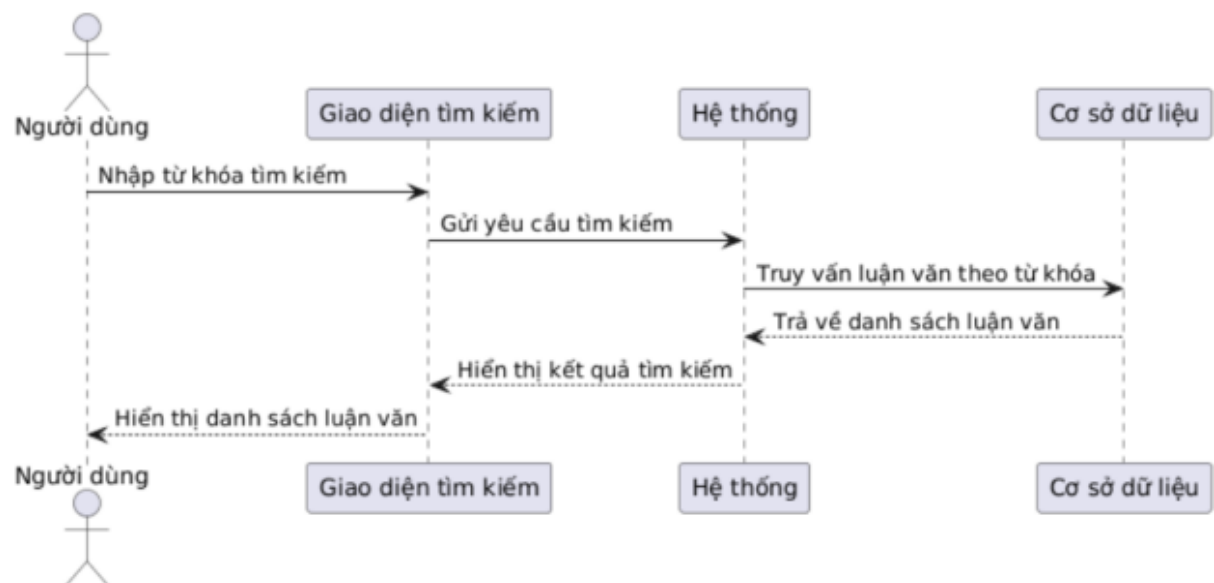 Người dùng
Giao diện tìm kiếm
Hệ thống
Cơ sở dữ liệu
Nhập từ khóa tìm kiếm
Gửi yêu cầu tìm kiếm
Truy vấn luận văn theo từ khóa
Trả về danh sách luận văn
Hiển thị kết quả tìm kiếm
Hiển thị danh sách luận văn
Người dùng
Giao diện tìm kiếm
Hệ thống
Cơ sở dữ liệu